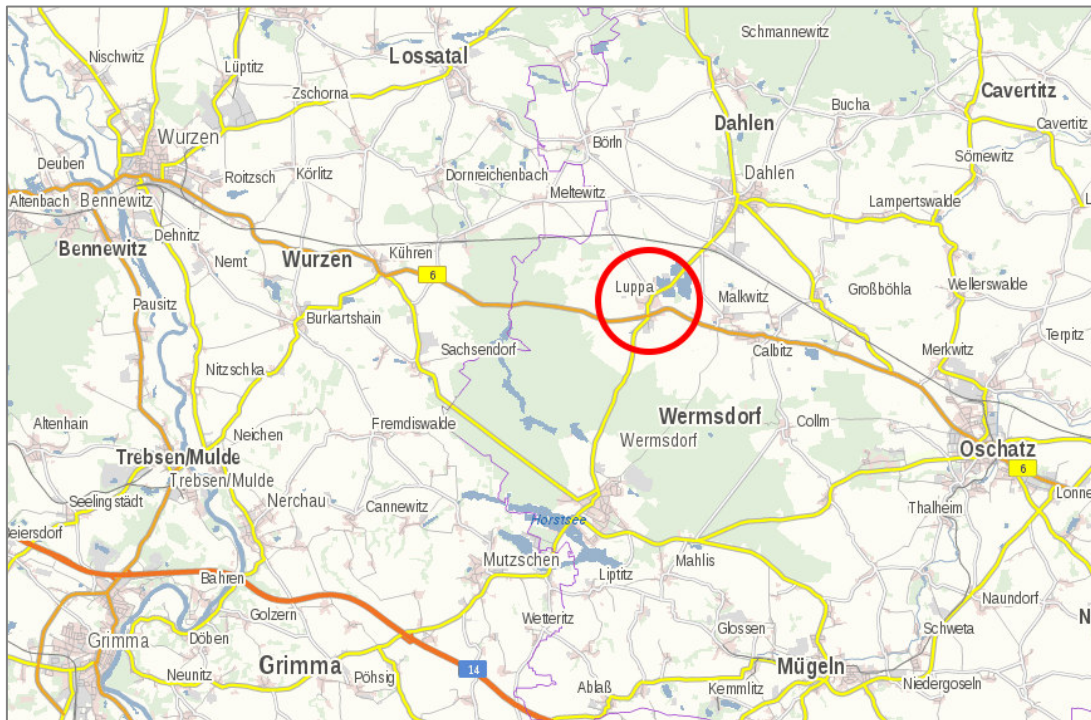 Schmannewitz
Nischwitz
Lossatal
Lüptitz
Cavertitz
Zschorna
Bucha
Dahlen
Cavertitz
Wurzen
Börln
Sörnewitz
Deuben
Roitzsch
Körlitz
Dornreichenbach
Dahlen
Altenbach
Bennewitz
Meltewitz
Lampertswalde
L
Dehnitz
Bennewitz
Wurzen
Kühren
Nemt
6
Luppa
Malkwitz
Großböhla
Wellerswalde
Pausitz
Burkartshain
Terpitz
Sachsendorf
Calbitz
Merkwitz
Nitzschka
Altenhain
Neichen
Fremdiswalde
Wermsdorf
Collm
Wermsdorf
Oschatz
Trebsen/Mulde
Trebsen/Mulde
6
Seelingstädt
Nerchau
Cannewitz
Lonne
Thalheim
Horstsee
eiersdorf
Mutzschen
Mahlis
Liptitz
Bahren
Golzern
Naundorf
Wetteritz
Glossen
Schweta
N
Grimma
Döben
Grimma
Mügeln
Neunitz
Pöhsig
14
Ablaß
Kemmlitz
Niedergoseln